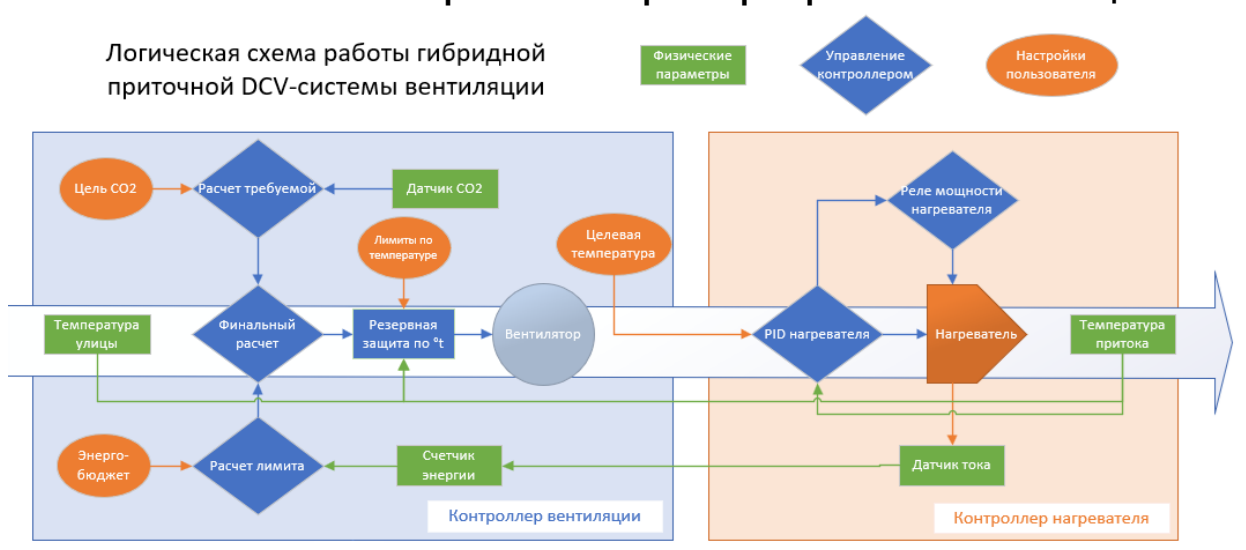 Логическая схема работы гибридной
приточной DCV-системы вентиляции
Физические
параметры
Управление
контроллером
Настройки
пользователя
Цель CO2
Расчет требуемой
Датчик CO2
Лимиты по
температуре
Целевая
температура
Реле мощности
нагревателя
Температура
улицы
Финальный
расчет
Резервная
защита по °t
Вентилятор
PID нагревателя
Нагреватель
Температура
притока
Энерго-
бюджет
Расчет лимита
Счетчик
энергии
Датчик тока
Контроллер вентиляции
Контроллер нагревателя